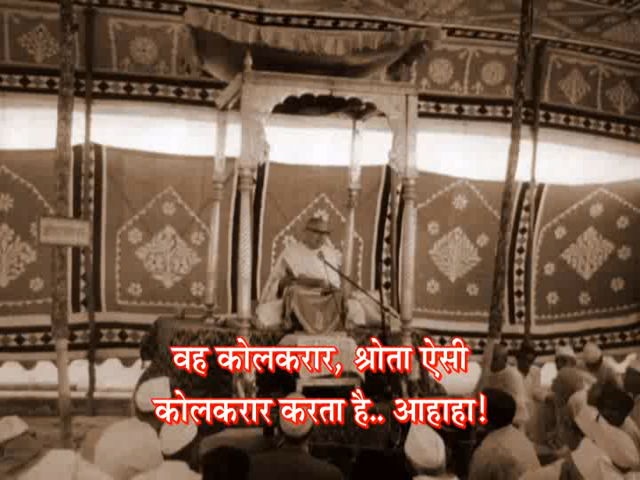 वह कोलकरार, श्रोता ऐसी
कोलकरार करता है.. आहाहा!